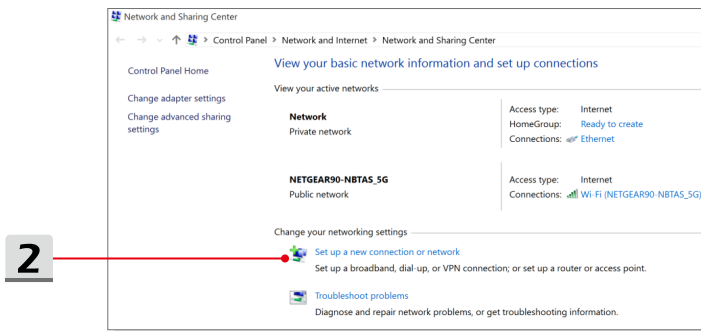 Network and Sharing Center
Control Panel > Network and Internet > Network and Sharing Center
Control Panel Home
Change adapter settings
Change advanced sharing
settings
View your basic network information and set up connections
View your active networks
Network
Private network
Access type: Internet
HomeGroup: Ready to create
Connections: Ethernet
NETGEAR90-NBTAS_5G
Public network
Access type: Internet
Connections: Wi-Fi (NETGEAR90-NBTAS_5G)
Change your networking settings
2
Set up a new connection or network
Set up a broadband, dial-up, or VPN connection; or set up a router or access point.
Troubleshoot problems
Diagnose and repair network problems, or get troubleshooting information.